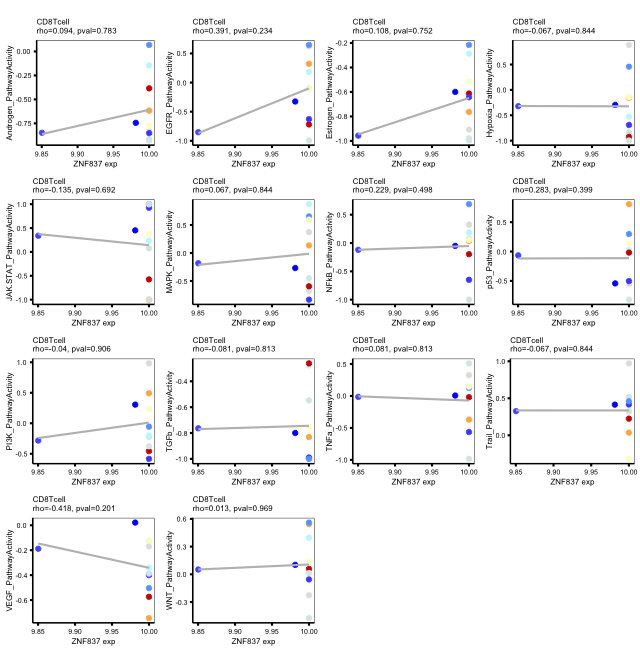 CD8Tcell
rho=0.094, pval=0.783
Androgen_PathwayActivity
0.00
-0.25
-0.50
-0.75
9.85
9.90
9.95
10.00
ZNF837 exp
CD8Tcell
rho=0.391, pval=0.234
EGFR_PathwayActivity
0.5
0.0
-0.5
-1.0
9.85
9.90
9.95
10.00
ZNF837 exp
CD8Tcell
rho=0.108, pval=0.752
Estrogen_PathwayActivity
-0.2
-0.4
-0.6
-0.8
-1.0
9.85
9.90
9.95
10.00
ZNF837 exp
CD8Tcell
rho=-0.067, pval=0.844
Hypoxia_PathwayActivity
0.5
0.0
-0.5
-1.0
9.85
9.90
9.95
10.00
ZNF837 exp
CD8Tcell
rho=-0.135, pval=0.692
JAK-STAT_PathwayActivity
1.0
0.5
0.0
-0.5
-1.0
9.85
9.90
9.95
10.00
ZNF837 exp
CD8Tcell
rho=0.067, pval=0.844
MAPK_PathwayActivity
0.5
0.0
-0.5
9.85
9.90
9.95
10.00
ZNF837 exp
CD8Tcell
rho=0.229, pval=0.498
NFkB_PathwayActivity
0.5
0.0
-0.5
-1.0
9.85
9.90
9.95
10.00
ZNF837 exp
CD8Tcell
rho=0.283, pval=0.399
p53_PathwayActivity
0.5
0.0
-0.5
9.85
9.90
9.95
10.00
ZNF837 exp
CD8Tcell
rho=-0.04, pval=0.906
PI3K_PathwayActivity
1.0
0.5
0.0
-0.5
9.85
9.90
9.95
10.00
ZNF837 exp
CD8Tcell
rho=-0.081, pval=0.813
TGFb_PathwayActivity
-0.4
-0.6
-0.8
-1.0
9.85
9.90
9.95
10.00
ZNF837 exp
CD8Tcell
rho=0.081, pval=0.813
TNFa_PathwayActivity
0.5
0.0
-0.5
-1.0
9.85
9.90
9.95
10.00
ZNF837 exp
CD8Tcell
rho=-0.067, pval=0.844
Trail_PathwayActivity
1.0
0.5
0.0
9.85
9.90
9.95
10.00
ZNF837 exp
CD8Tcell
rho=-0.418, pval=0.201
VEGF_PathwayActivity
0.0
-0.2
-0.4
-0.6
9.85
9.90
9.95
10.00
ZNF837 exp
CD8Tcell
rho=0.013, pval=0.969
WNT_PathwayActivity
0.6
0.3
0.0
-0.3
9.85
9.90
9.95
10.00
ZNF837 exp